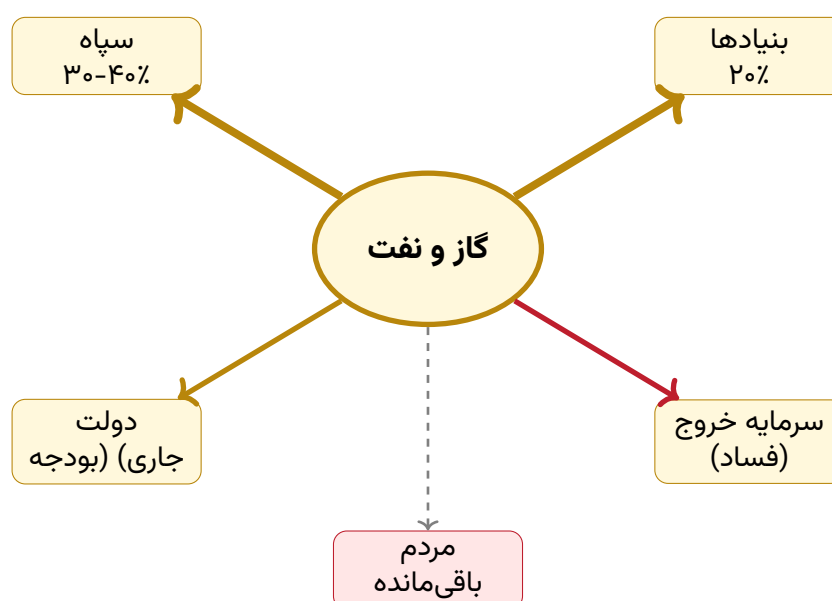 سپاه
۳۰-۴۰٪
بنیادها
۲۰٪
گاز و نفت
دولت
جاری) (بودجه
سرمایه خروج
(فساد)
مردم
باقی‌مانده